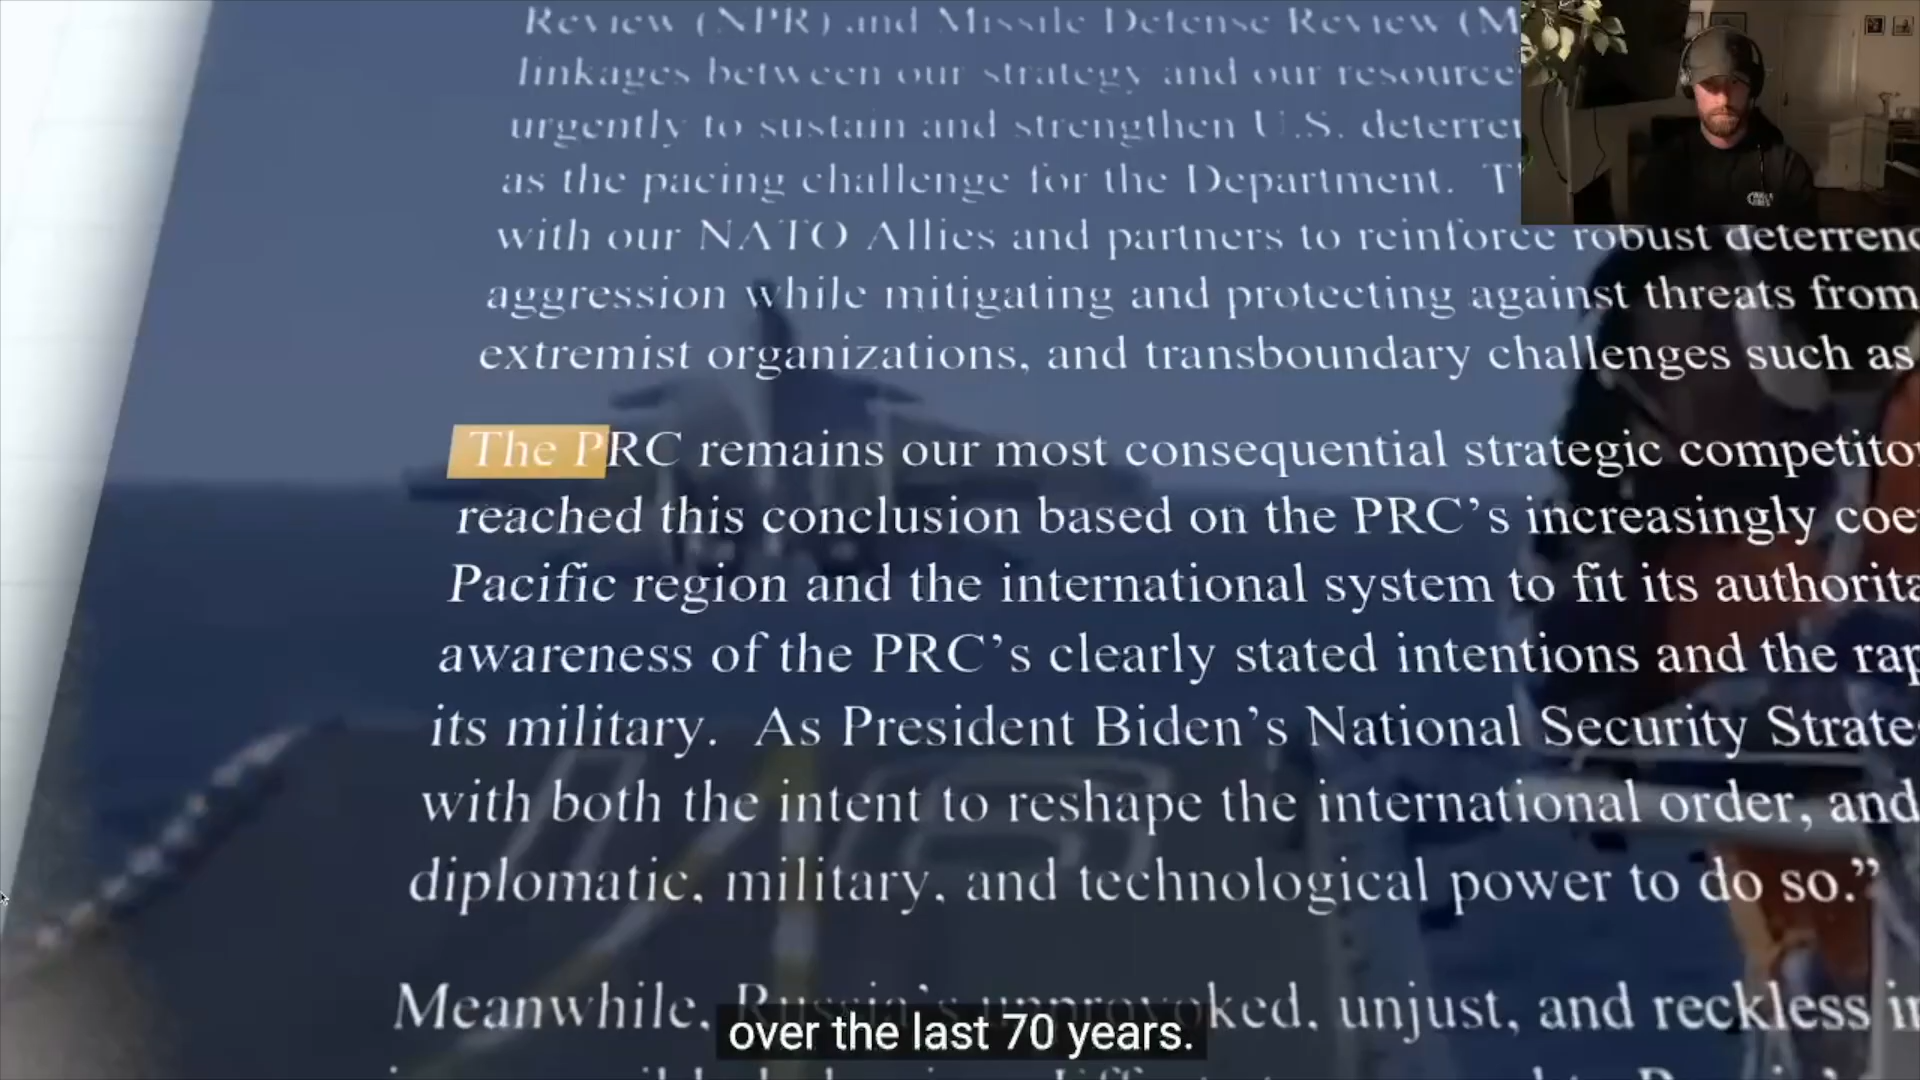 Review (NPR) and Missile Defense Review (M
linkages between our strategy and our resource
urgently to sustain and strengthen U.S. deterre
as the pacing challenge for the Department. T
with our NATO Allies and partners to reinforce robust deterrenc
aggression while mitigating and protecting against threats from
extremist organizations, and transboundary challenges such as
The PRC remains our most consequential strategic competito
reached this conclusion based on the PRC's increasingly coe
Pacific region and the international system to fit its authorita
awareness of the PRC's clearly stated intentions and the rap
its military. As President Biden's National Security Strate
with both the intent to reshape the international order, and
diplomatic, military, and technological power to do so.”
Meanwhile, Russia's unprovoked, unjust, and reckless in
over the last 70 years.